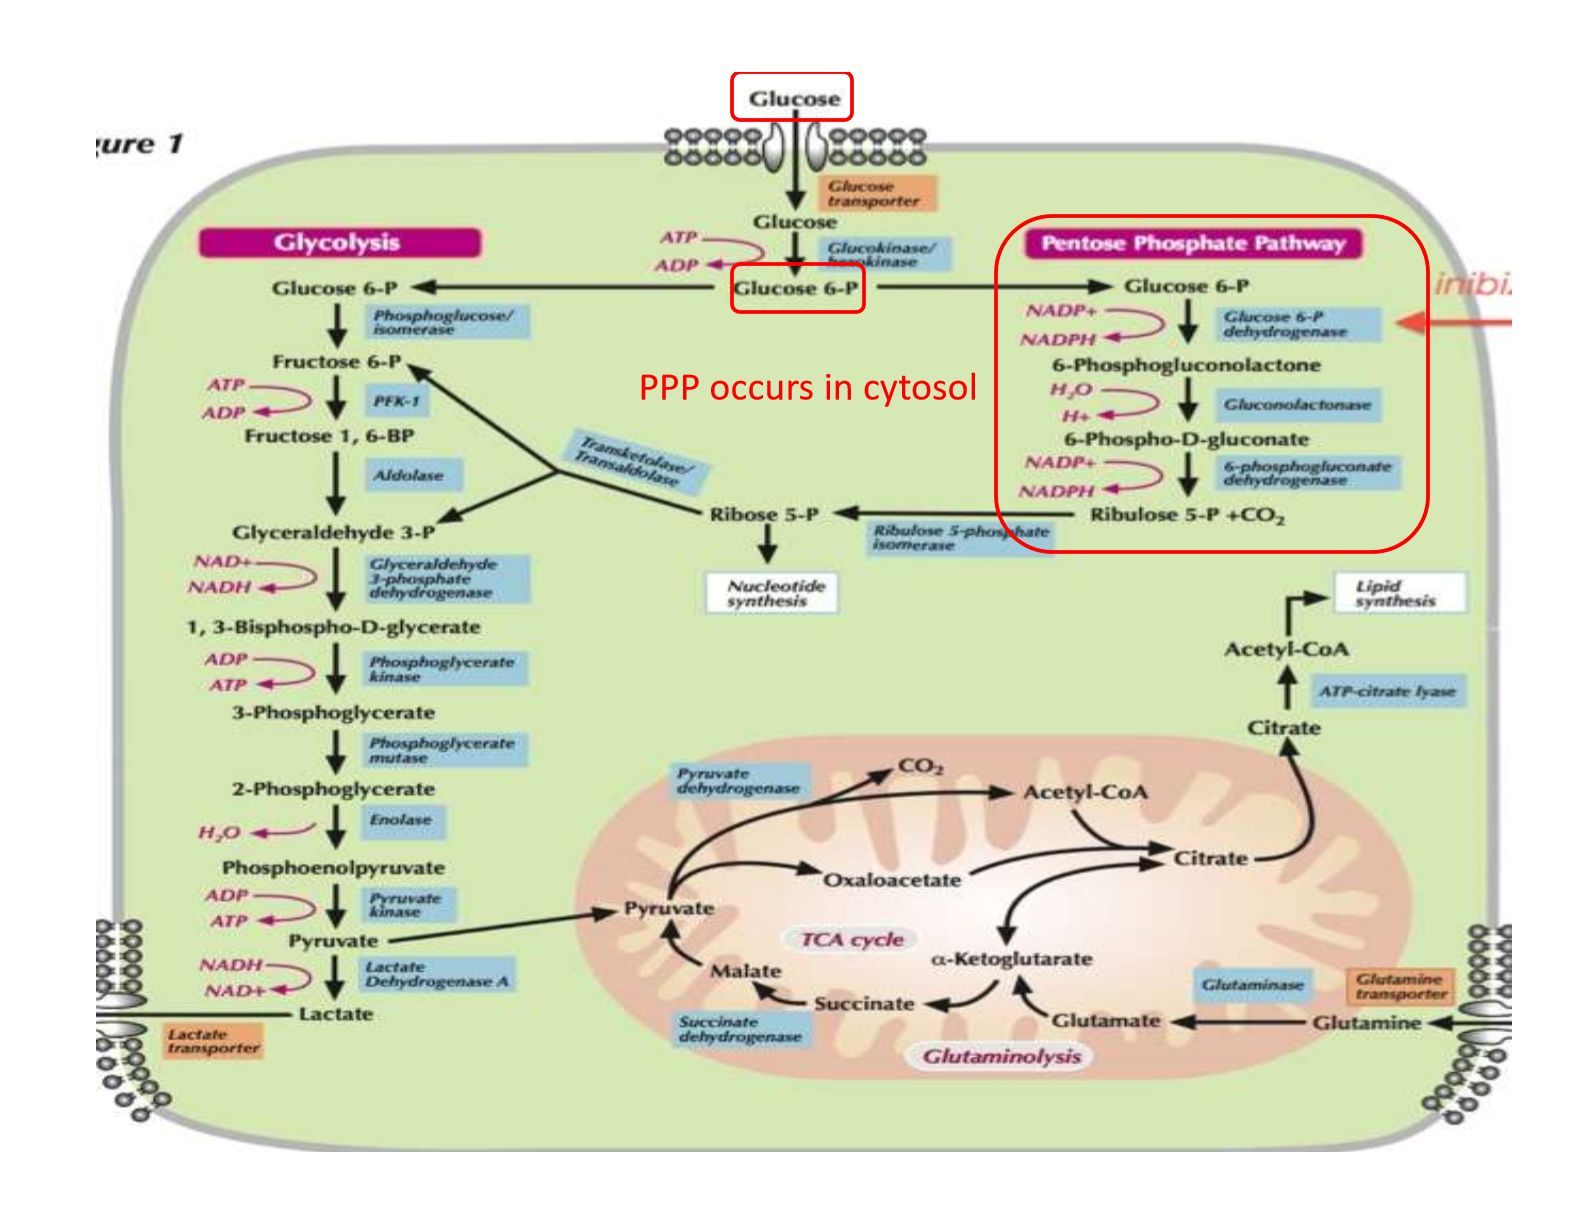 Glucose
gure 1
Glucose
transporter
Glucose
Glycolysis
ATP
ADP
Glucokinase/
hexokinase
Pentose Phosphate Pathway
Glucose 6-P
Glucose 6-P
Glucose 6-P
inibi
Phosphoglucose/
isomerase
NADP+
NADPH
Glucose 6-P
dehydrogenase
Fructose 6-P
6-Phosphogluconolactone
PPP occurs in cytosol
ATP
ADP
PFK-1
H₂O
H+
Gluconolactonase
Fructose 1, 6-BP
6-Phospho-D-gluconate
Transketolase/
Transaldolase
Aldolase
NADP+
NADPH
6-phosphogluconate
dehydrogenase
Glyceraldehyde 3-P
Ribose 5-P
Ribulose 5-P +CO₂
Ribulose 5-phosphate
isomerase
NAD+
NADH
Glyceraldehyde
3-phosphate
dehydrogenase
Nucleotide
synthesis
Lipid
synthesis
1, 3-Bisphospho-D-glycerate
Acetyl-CoA
ADP
ATP
Phosphoglycerate
kinase
ATP-citrate lyase
3-Phosphoglycerate
Citrate
Phosphoglycerate
mutase
Pyruvate
dehydrogenase
CO₂
2-Phosphoglycerate
Acetyl-CoA
H₂O
Enolase
Phosphoenolpyruvate
Citrate
Oxaloacetate
ADP
ATP
Pyruvate
kinase
Pyruvate
Pyruvate
TCA cycle
NADH
NAD+
Lactate
Dehydrogenase A
Malate
α-Ketoglutarate
Glutaminase
Glutamine
transporter
Lactate
Succinate
Glutamate
Glutamine
Lactate
transporter
Succinate
dehydrogenase
Glutaminolysis